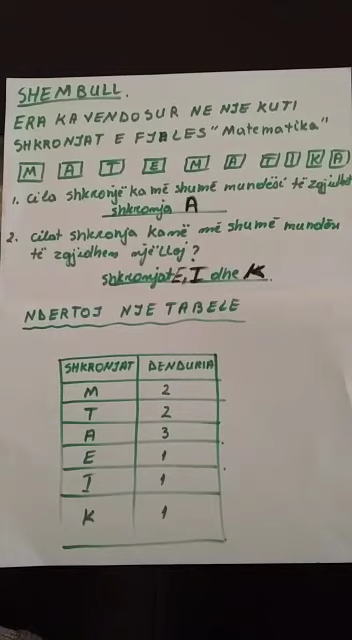 SHEMBULL.
ERA KA VENDOSUR NE NJE KUTI
SHKRONJAT E FJALES "Matematika"
M A T E M A T I K A
1. cila shkronjë ka më shumë mundësi të zgjidhet
shkronja A
2. cilat shkronja kamë më shumë mundësi
të zgjidhem njëlloj?
shkronjat E, I dhe K.
NDERTOJ NJE TABELE
SHKRONJAT DENDURIA
M 2
T 2
A 3
E 1
I 1
K 1